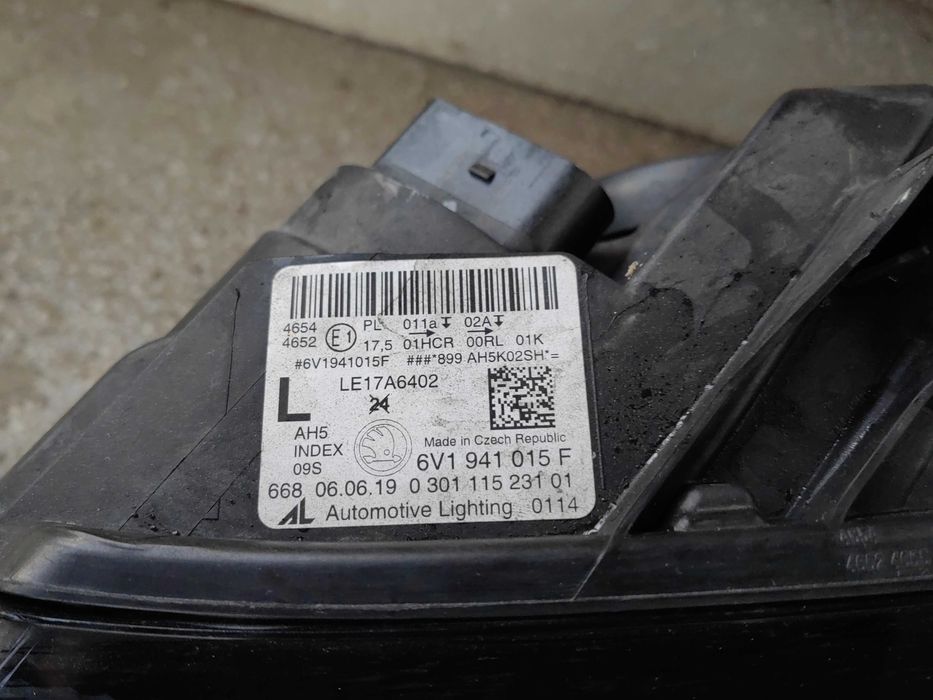 4654 PL 011a 02A
4652 E1 17,5 01HCR 00RL 01K
#6V1941015F ###*899 AH5K02SH*=
L LE17A6402
24
AH5
INDEX
09S
Made in Czech Republic
6V1 941 015 F
668 06.06.19 0 301 115 231 01
AL Automotive Lighting 0114